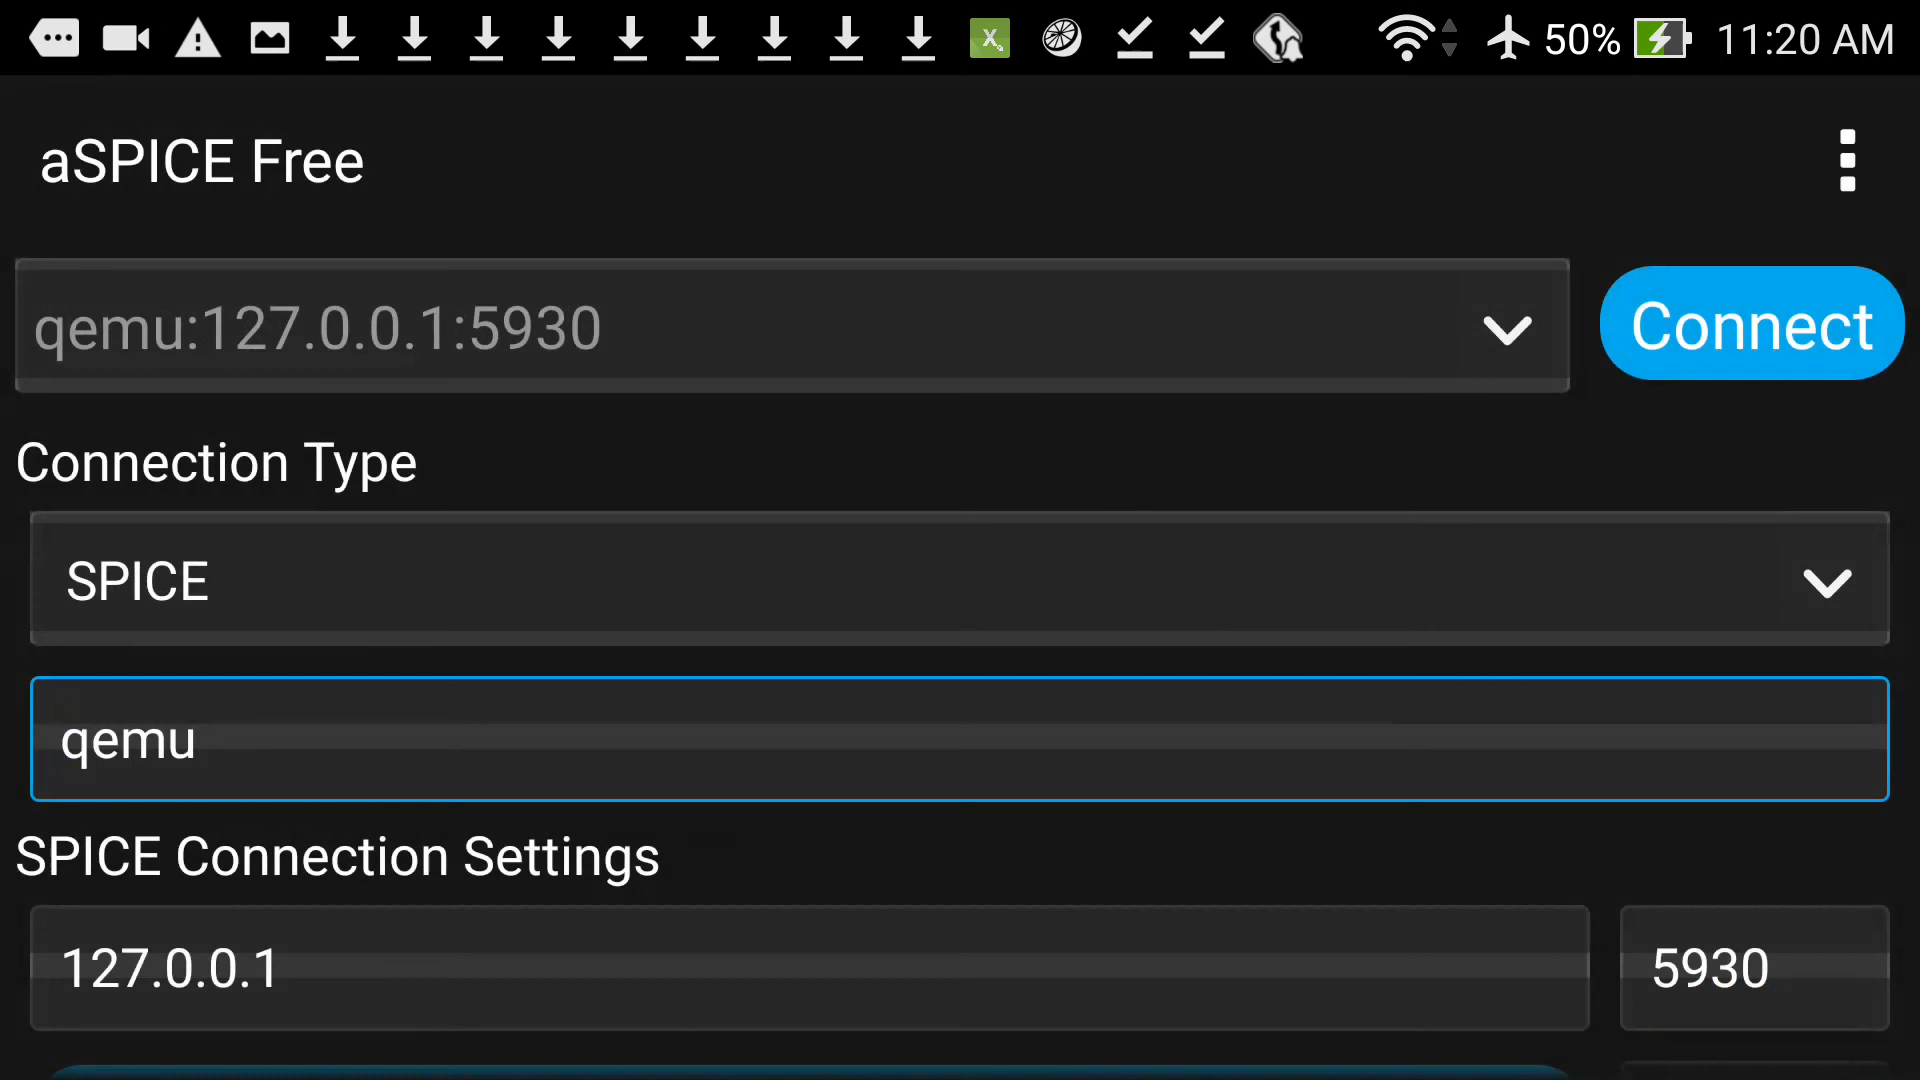 50% 11:20 AM
aSPICE Free
qemu:127.0.0.1:5930
Connect
Connection Type
SPICE
qemu
SPICE Connection Settings
127.0.0.1 5930